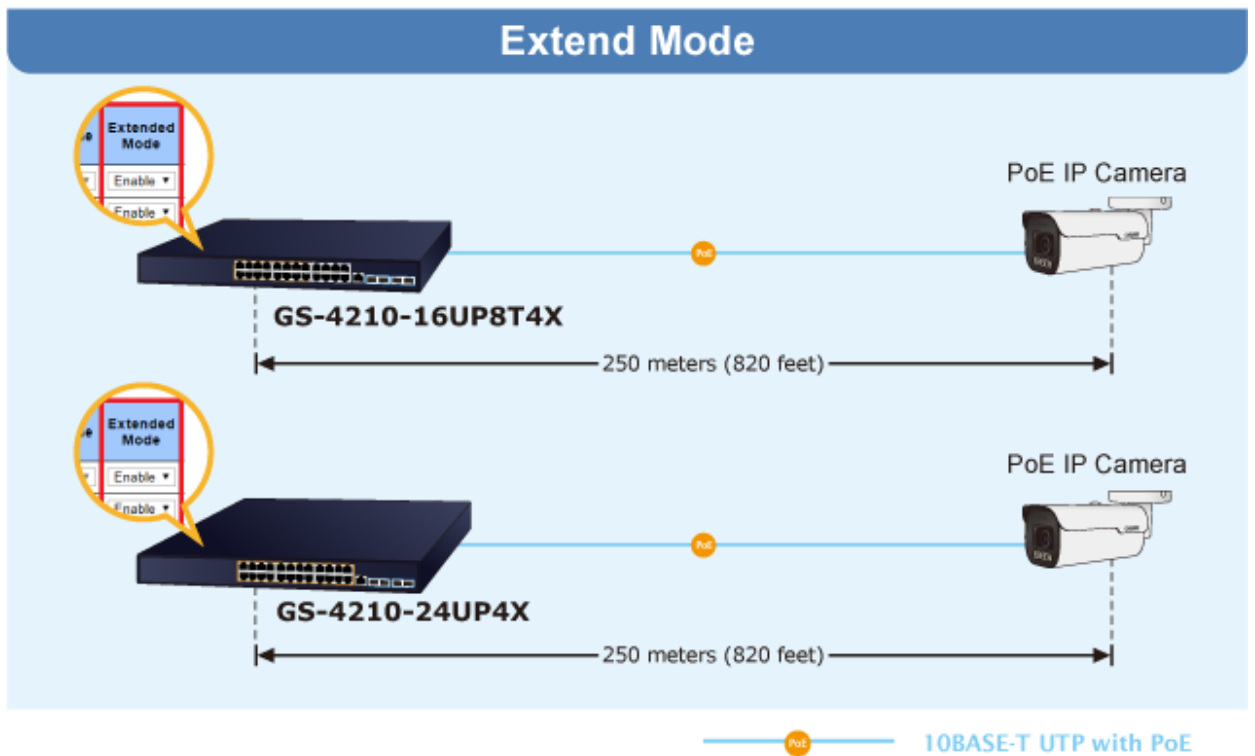 Extend Mode
Extended
Mode
Enable
Enable
PoE IP Camera
PoE
GS-4210-16UP8T4X
250 meters (820 feet)
Extended
Mode
Enable
Enable
PoE IP Camera
PoE
GS-4210-24UP4X
250 meters (820 feet)
PoE
10BASE-T UTP with PoE